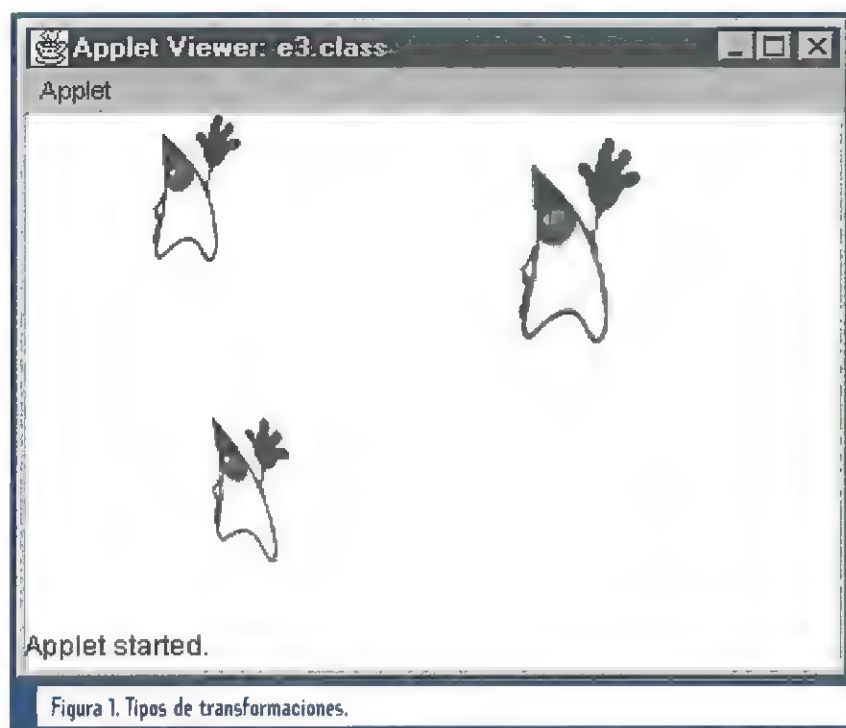 Applet Viewer: e3.class
Applet
Applet started.
Figura 1. Tipos de transformaciones.